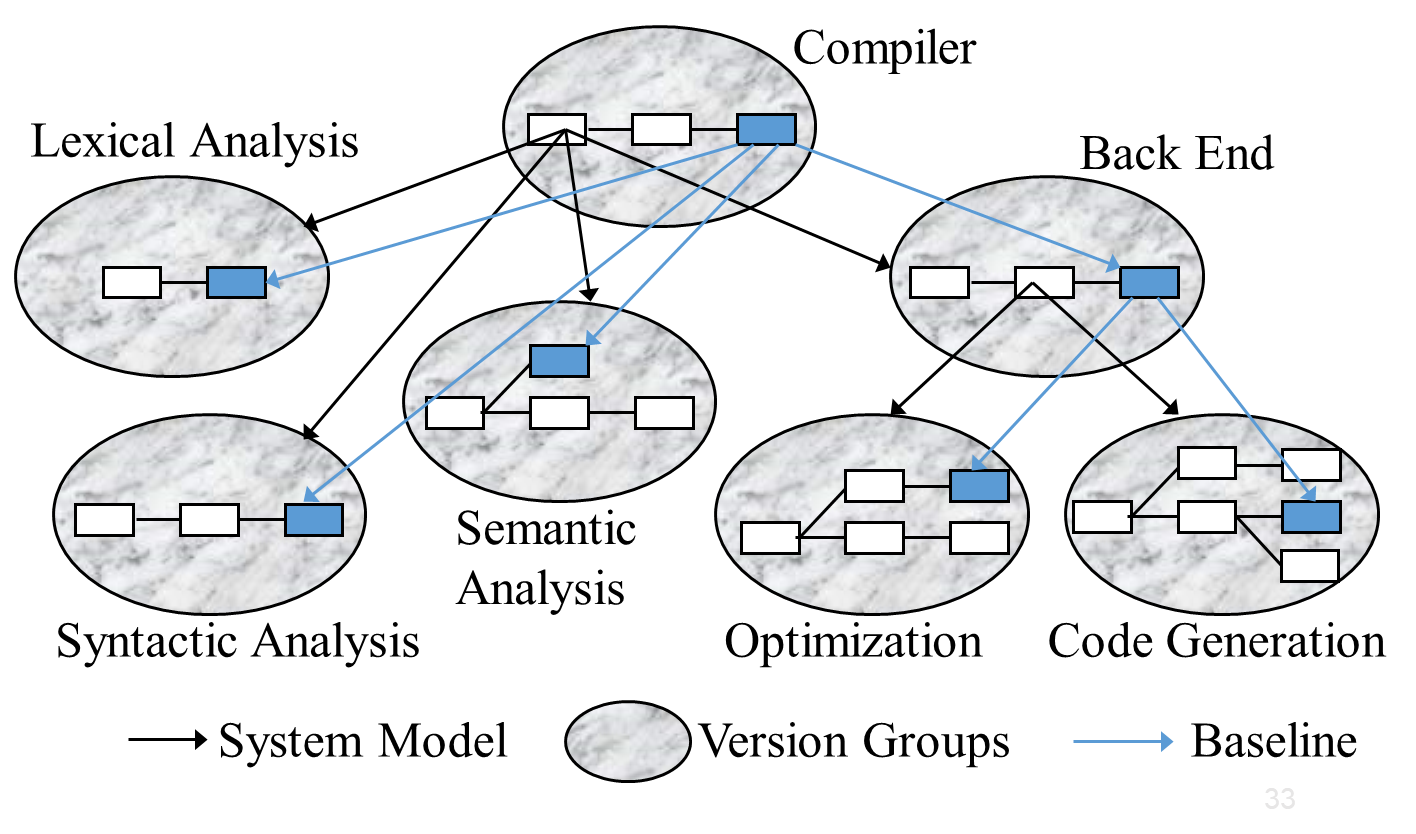 Compiler
Lexical Analysis
Back End
Semantic
Analysis
Syntactic Analysis
Optimization
Code Generation
System Model
Version Groups
Baseline
33